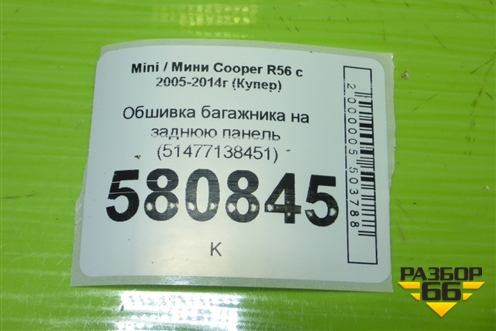 Mini / Мини Cooper R56 с
2005-2014г (Купер)
Обшивка багажника на
заднюю панель
(51477138451)
580845
К
2000005503788
РАЗБОР
66